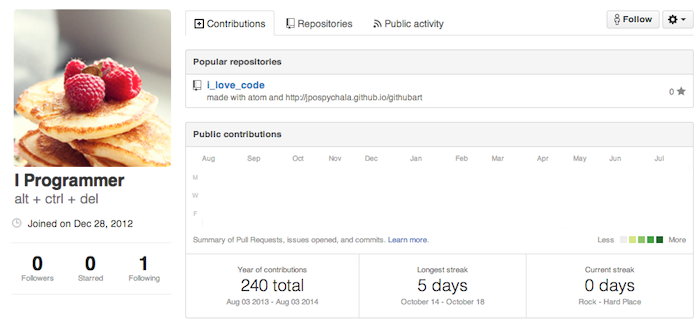 Contributions Repositories Public activity Follow
Popular repositories
i_love_code
made with atom and http://jpospychala.github.io/githubart
0
Public contributions
Aug Sep Oct Nov Dec Jan Feb Mar Apr May Jun Jul
M
W
F
Summary of Pull Requests, issues opened, and commits. Learn more.
Less More
I Programmer
alt + ctrl + del
Joined on Dec 28, 2012
0 0 1
Followers Starred Following
Year of contributions
240 total
Aug 03 2013 - Aug 03 2014
Longest streak
5 days
October 14 - October 18
Current streak
0 days
Rock - Hard Place